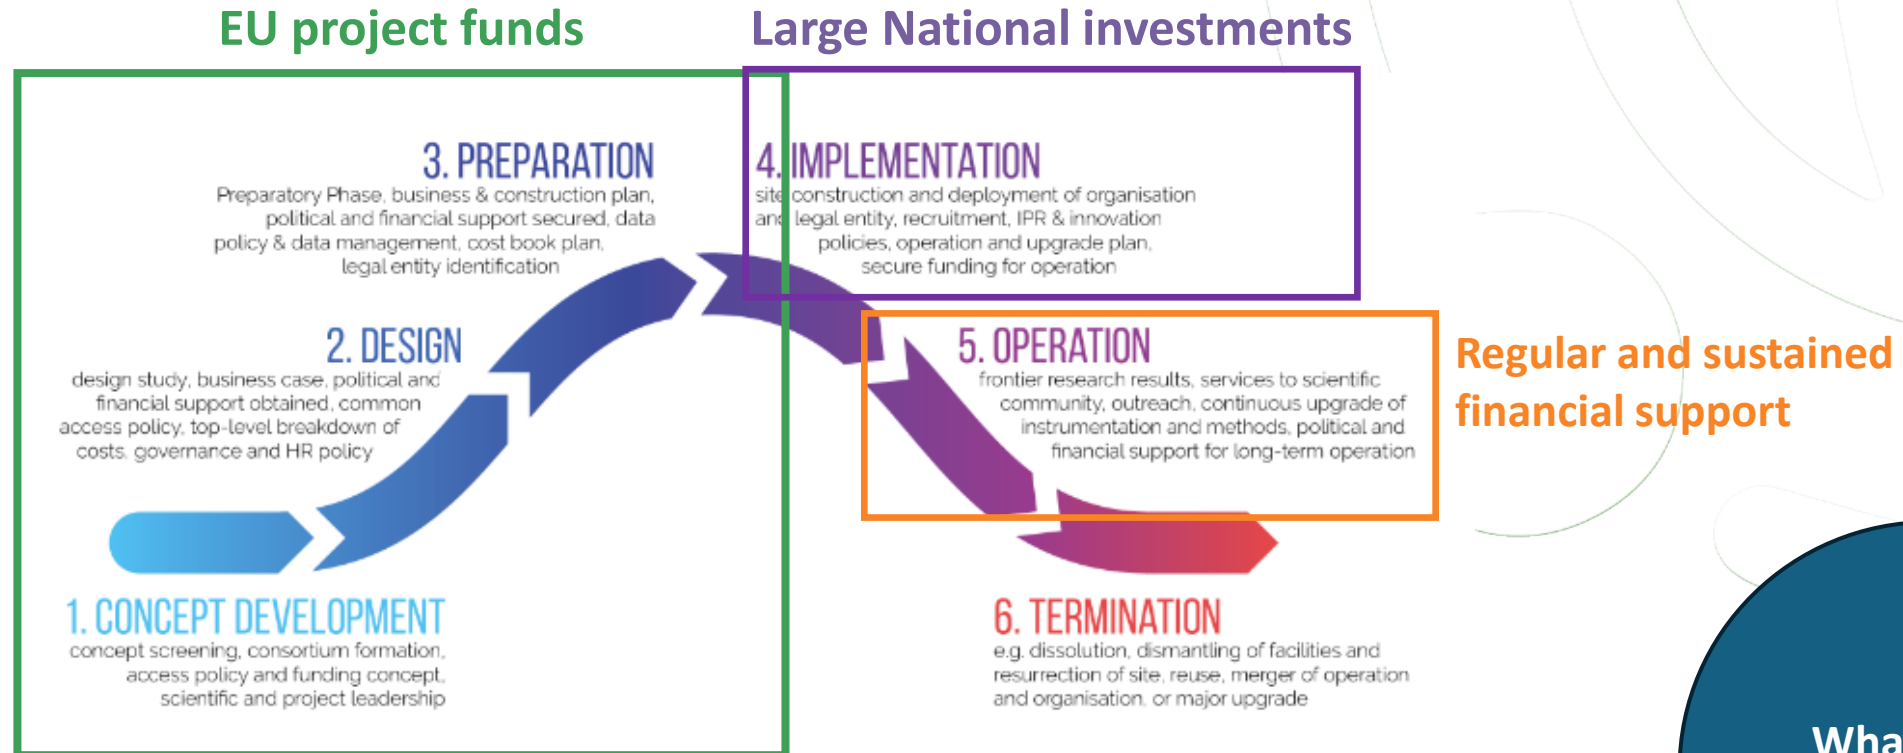 EU project funds
Large National investments
3. PREPARATION
Preparatory Phase, business & construction plan,
political and financial support secured, data
policy & data management, cost book plan,
legal entity identification
4. IMPLEMENTATION
site construction and deployment of organisation
and legal entity, recruitment, IPR & innovation
policies, operation and upgrade plan,
secure funding for operation
2. DESIGN
design study, business case, political and
financial support obtained, common
access policy, top-level breakdown of
costs, governance and HR policy
5. OPERATION
frontier research results, services to scientific
community, outreach, continuous upgrade of
instrumentation and methods, political and
financial support for long-term operation
Regular and sustained
financial support
1. CONCEPT DEVELOPMENT
concept screening, consortium formation,
access policy and funding concept,
scientific and project leadership
6. TERMINATION
e.g. dissolution, dismantling of facilities and
resurrection of site, reuse, merger of operation
and organisation, or major upgrade